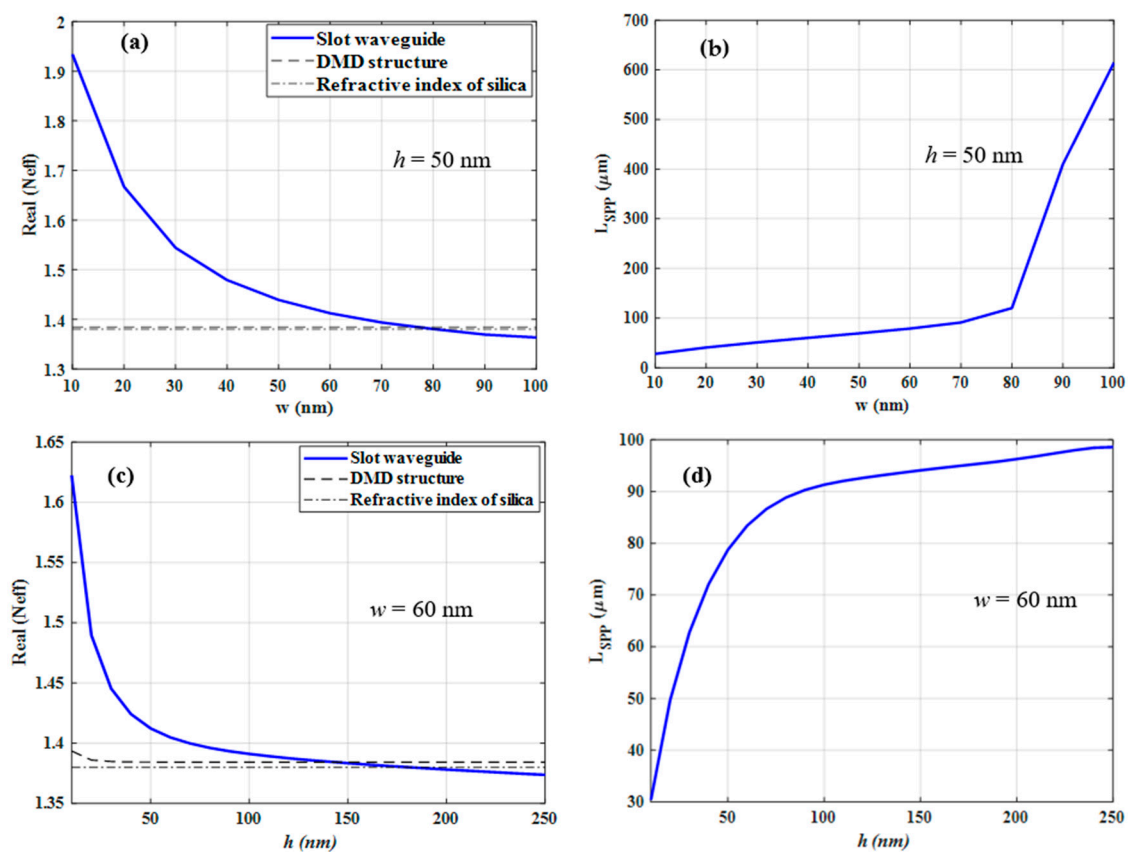 (a)
Slot waveguide
DMD structure
Refractive index of silica
h = 50 nm
Real (Neff)
2
1.9
1.8
1.7
1.6
1.5
1.4
1.3
10 20 30 40 50 60 70 80 90 100
w (nm)
(b)
h = 50 nm
L_SPP (μm)
700
600
500
400
300
200
100
0
10 20 30 40 50 60 70 80 90 100
w (nm)
(c)
Slot waveguide
DMD structure
Refractive index of silica
w = 60 nm
Real (Neff)
1.65
1.6
1.55
1.5
1.45
1.4
1.35
50 100 150 200 250
h (nm)
(d)
w = 60 nm
L_SPP (μm)
100
90
80
70
60
50
40
30
50 100 150 200 250
h (nm)